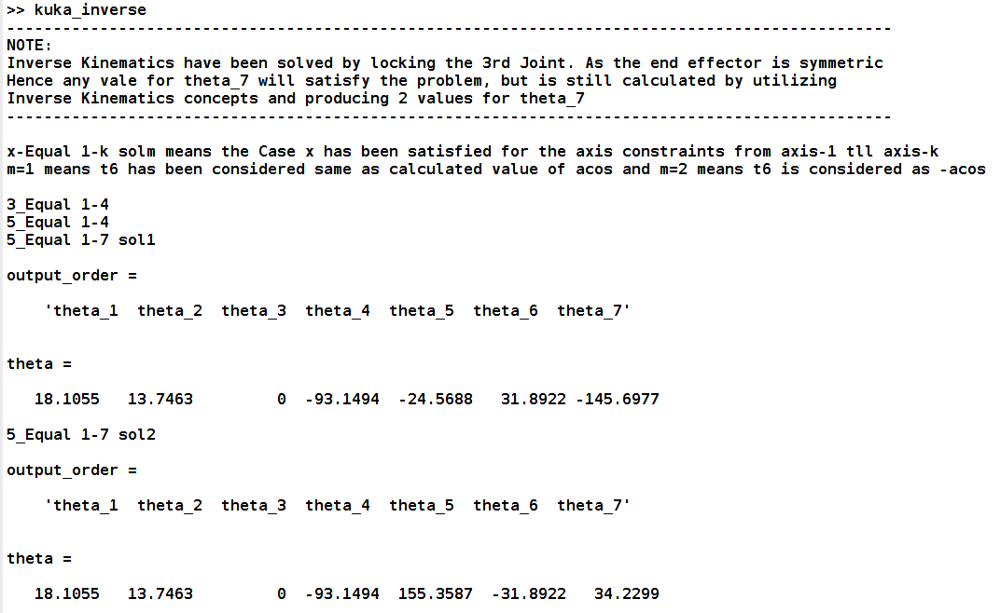 >> kuka_inverse
-----------------------------------------------------------------------------------------------
NOTE:
Inverse Kinematics have been solved by locking the 3rd Joint. As the end effector is symmetric
Hence any vale for theta_7 will satisfy the problem, but is still calculated by utilizing
Inverse Kinematics concepts and producing 2 values for theta_7
-----------------------------------------------------------------------------------------------
x-Equal 1-k solm means the Case x has been satisfied for the axis constraints from axis-1 tll axis-k
m=1 means t6 has been considered same as calculated value of acos and m=2 means t6 is considered as -acos
3_Equal 1-4
5_Equal 1-4
5_Equal 1-7 sol1
output_order =
'theta_1  theta_2  theta_3  theta_4  theta_5  theta_6  theta_7'
theta =
18.1055   13.7463         0  -93.1494  -24.5688   31.8922 -145.6977
5_Equal 1-7 sol2
output_order =
'theta_1  theta_2  theta_3  theta_4  theta_5  theta_6  theta_7'
theta =
18.1055   13.7463         0  -93.1494  155.3587  -31.8922   34.2299